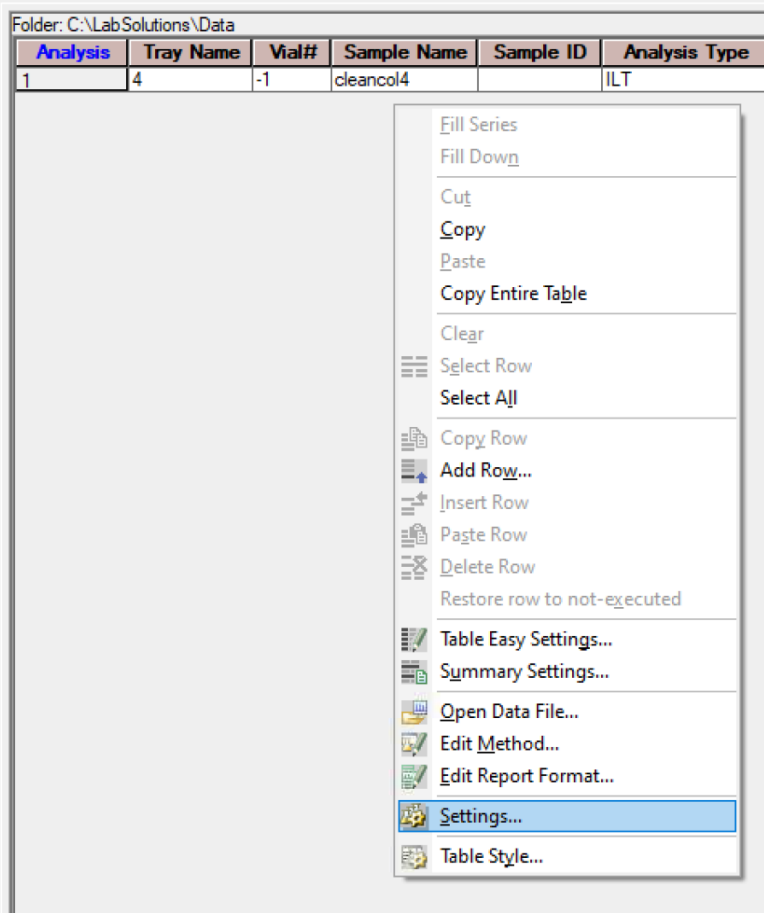 Folder: C:\LabSolutions\Data
Analysis Tray Name Vial# Sample Name Sample ID Analysis Type
1 4 -1 cleancol4 ILT
Fill Series
Fill Down
Cut
Copy
Paste
Copy Entire Table
Clear
Select Row
Select All
Copy Row
Add Row...
Insert Row
Paste Row
Delete Row
Restore row to not-executed
Table Easy Settings...
Summary Settings...
Open Data File...
Edit Method...
Edit Report Format...
Settings...
Table Style...